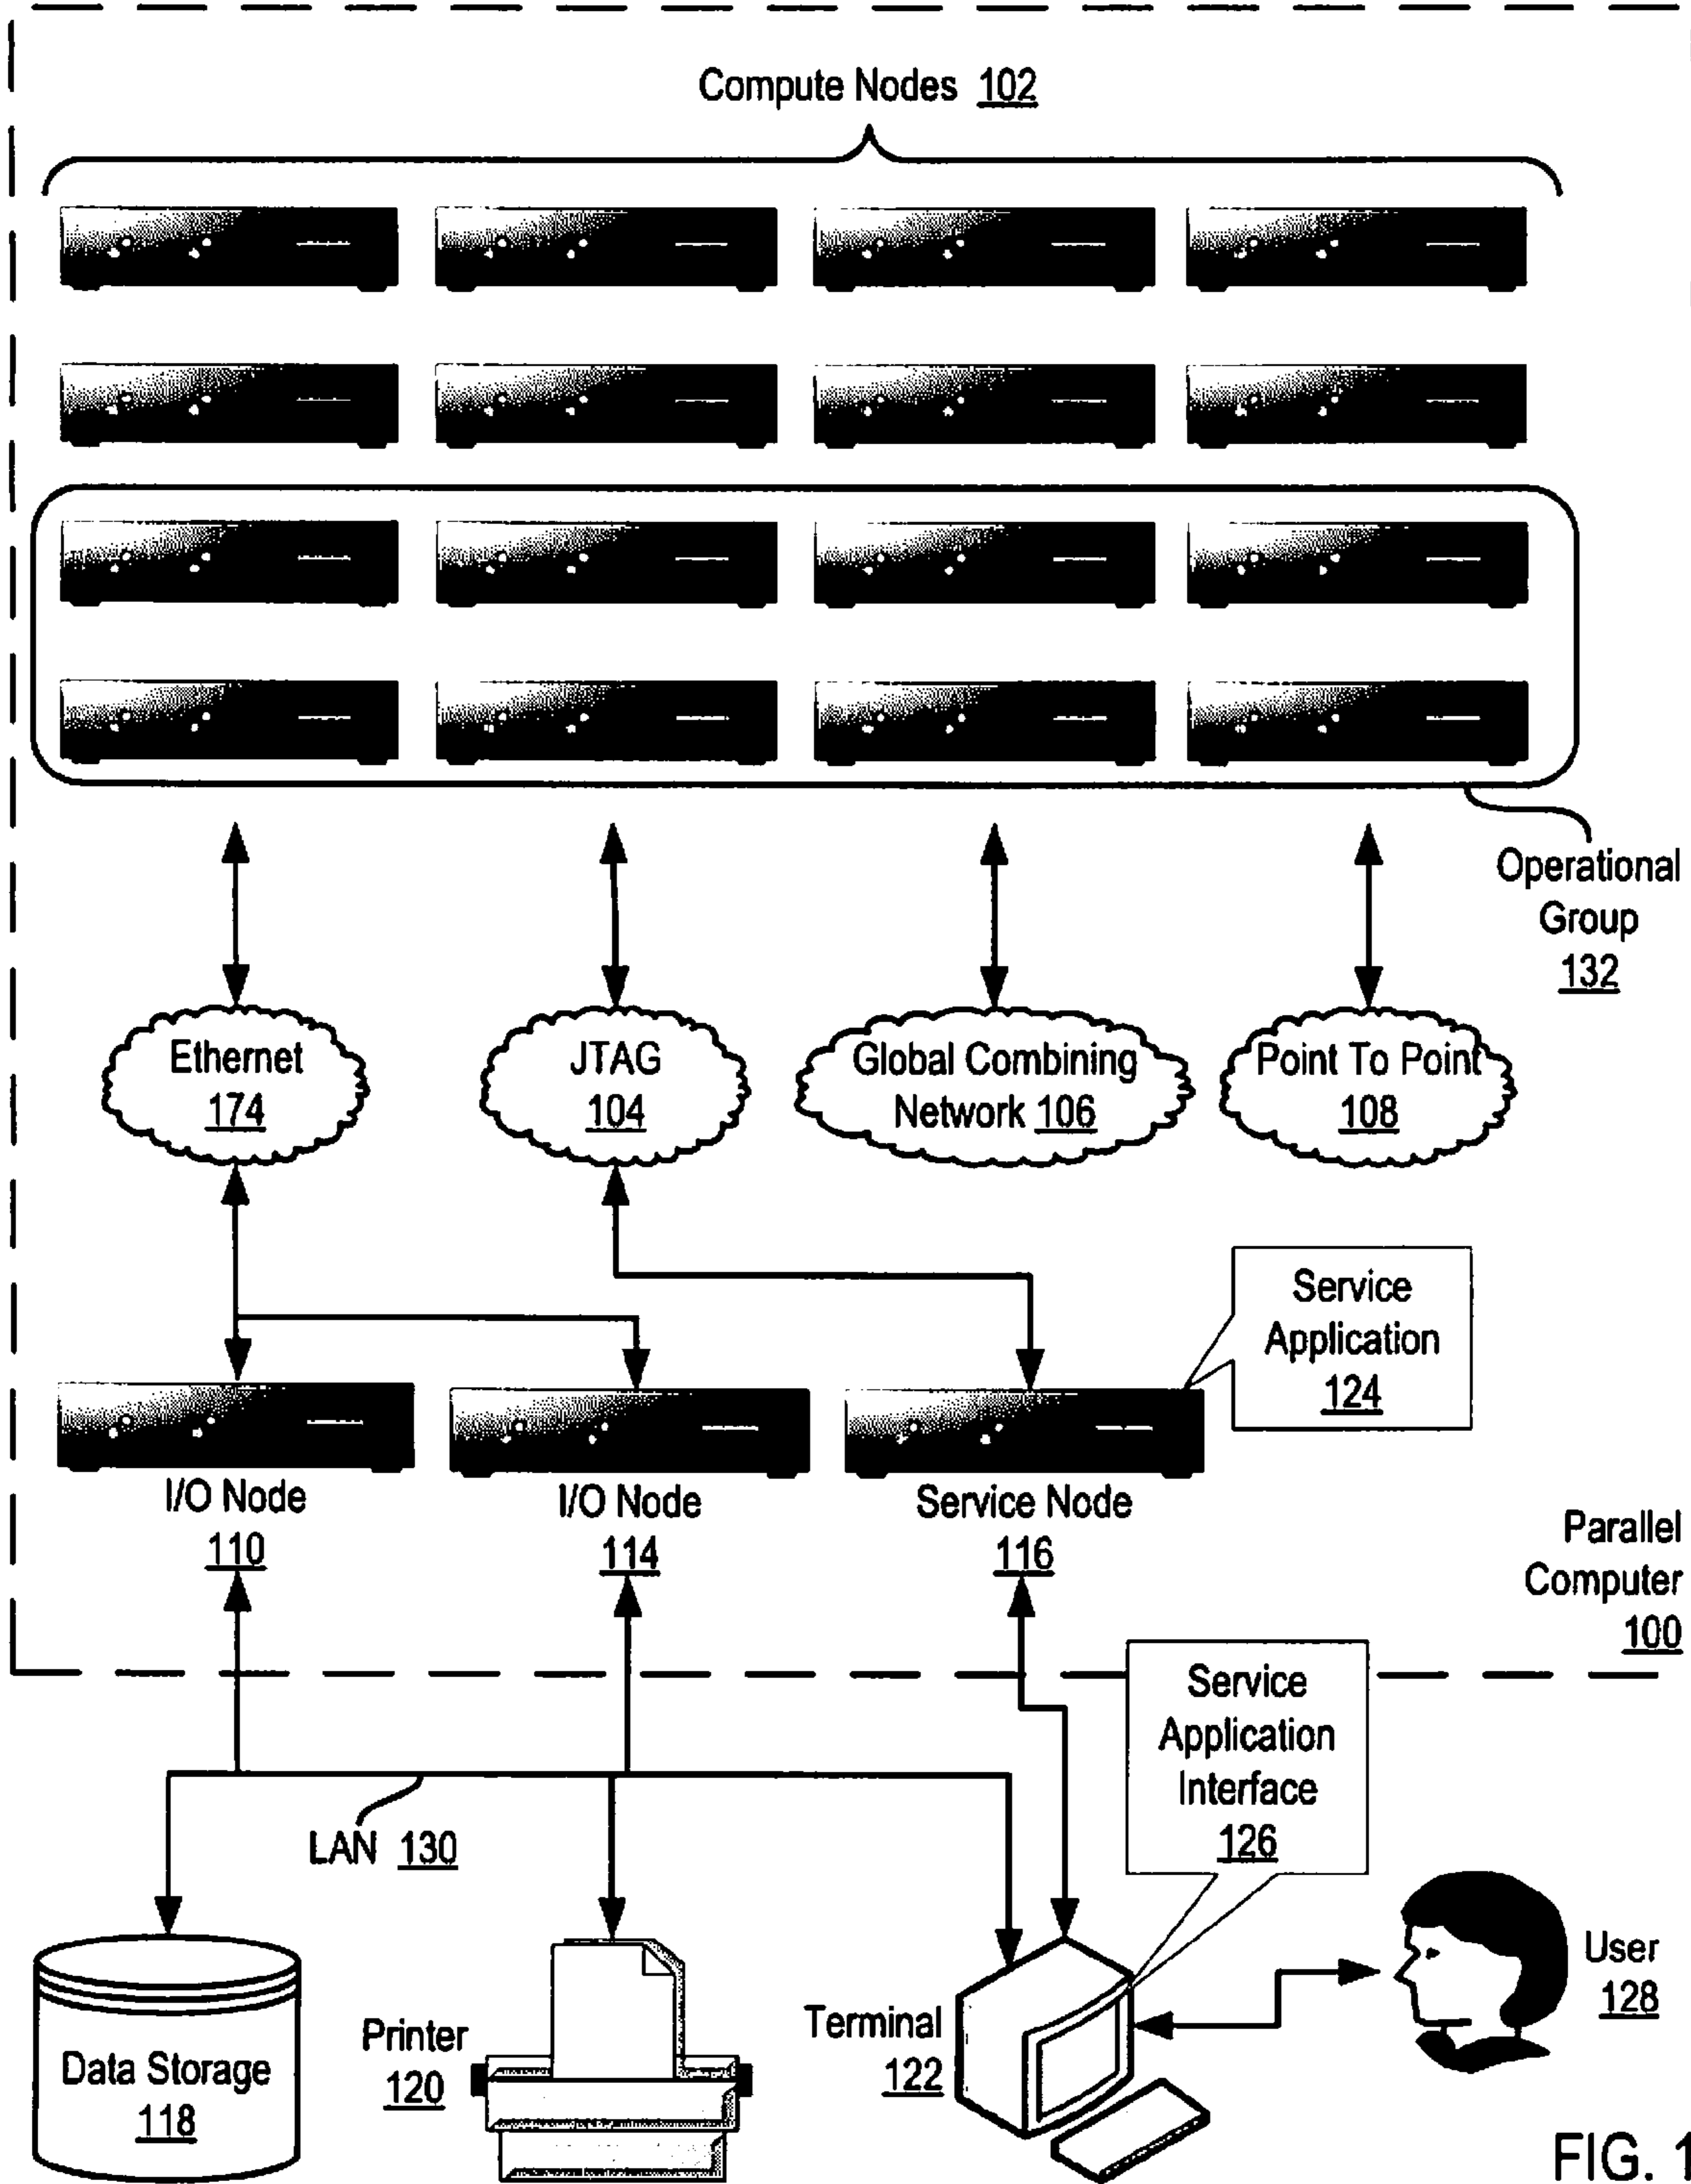 Compute Nodes 102
Operational
Group
132
Ethernet
174
JTAG
104
Global Combining
Network 106
Point To Point
108
Service
Application
124
I/O Node
110
I/O Node
114
Service Node
116
Parallel
Computer
100
Service
Application
Interface
126
LAN 130
Data Storage
118
Printer
120
Terminal
122
User
128
FIG. 1